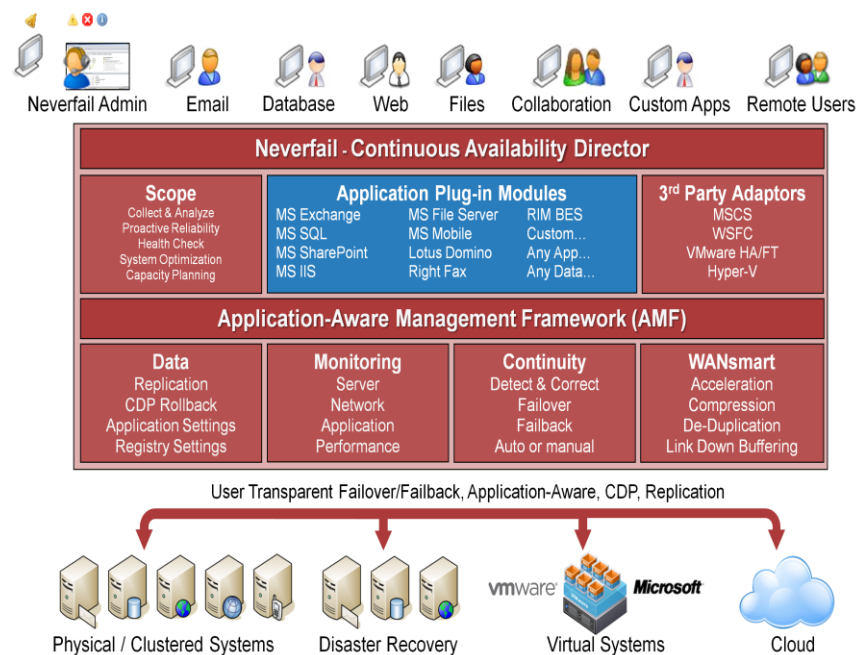 Neverfail Admin
Email
Database
Web
Files
Collaboration
Custom Apps
Remote Users
Neverfail - Continuous Availability Director
Scope
Collect & Analyze
Proactive Reliability
Health Check
System Optimization
Capacity Planning
Application Plug-in Modules
MS Exchange
MS SQL
MS SharePoint
MS IIS
MS File Server
MS Mobile
Lotus Domino
Right Fax
RIM BES
Custom...
Any App...
Any Data...
3rd Party Adaptors
MSCS
WSFC
VMware HA/FT
Hyper-V
Application-Aware Management Framework (AMF)
Data
Replication
CDP Rollback
Application Settings
Registry Settings
Monitoring
Server
Network
Application
Performance
Continuity
Detect & Correct
Failover
Failback
Auto or manual
WANsmart
Acceleration
Compression
De-Duplication
Link Down Buffering
User Transparent Failover/Failback, Application-Aware, CDP, Replication
vmware
Microsoft
Physical / Clustered Systems
Disaster Recovery
Virtual Systems
Cloud